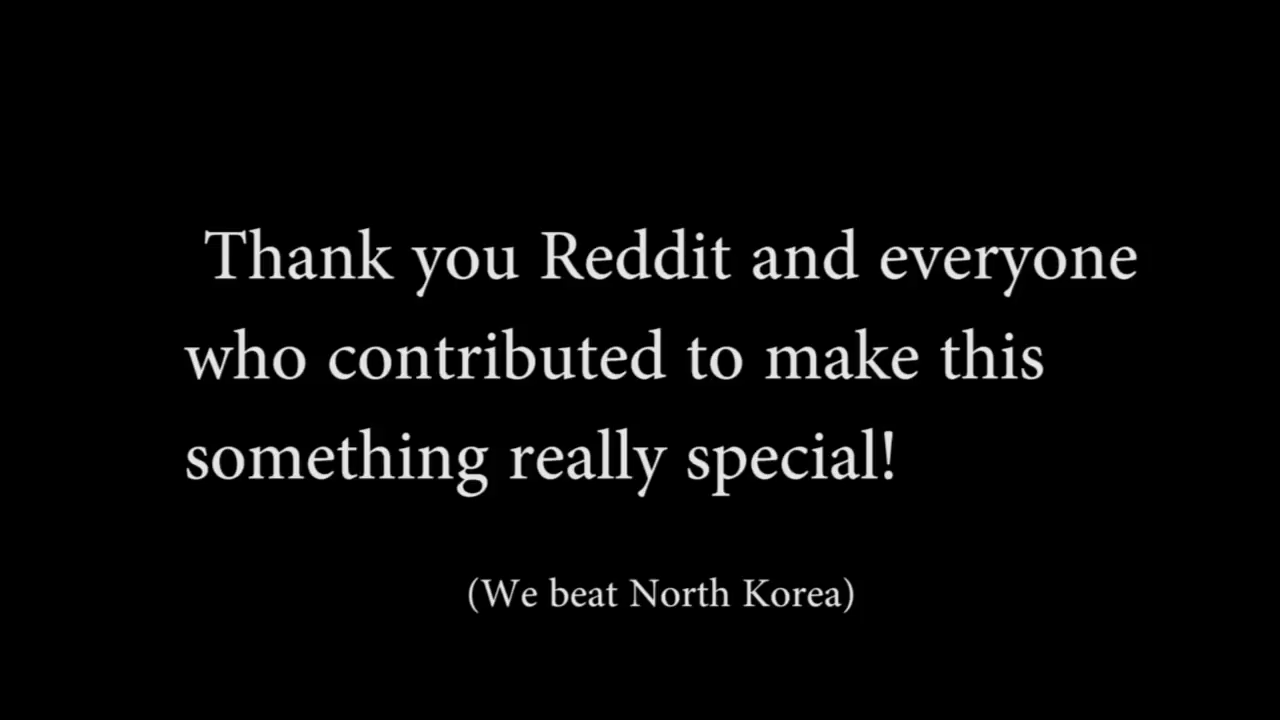 Thank you Reddit and everyone
who contributed to make this
something really special!
(We beat North Korea)